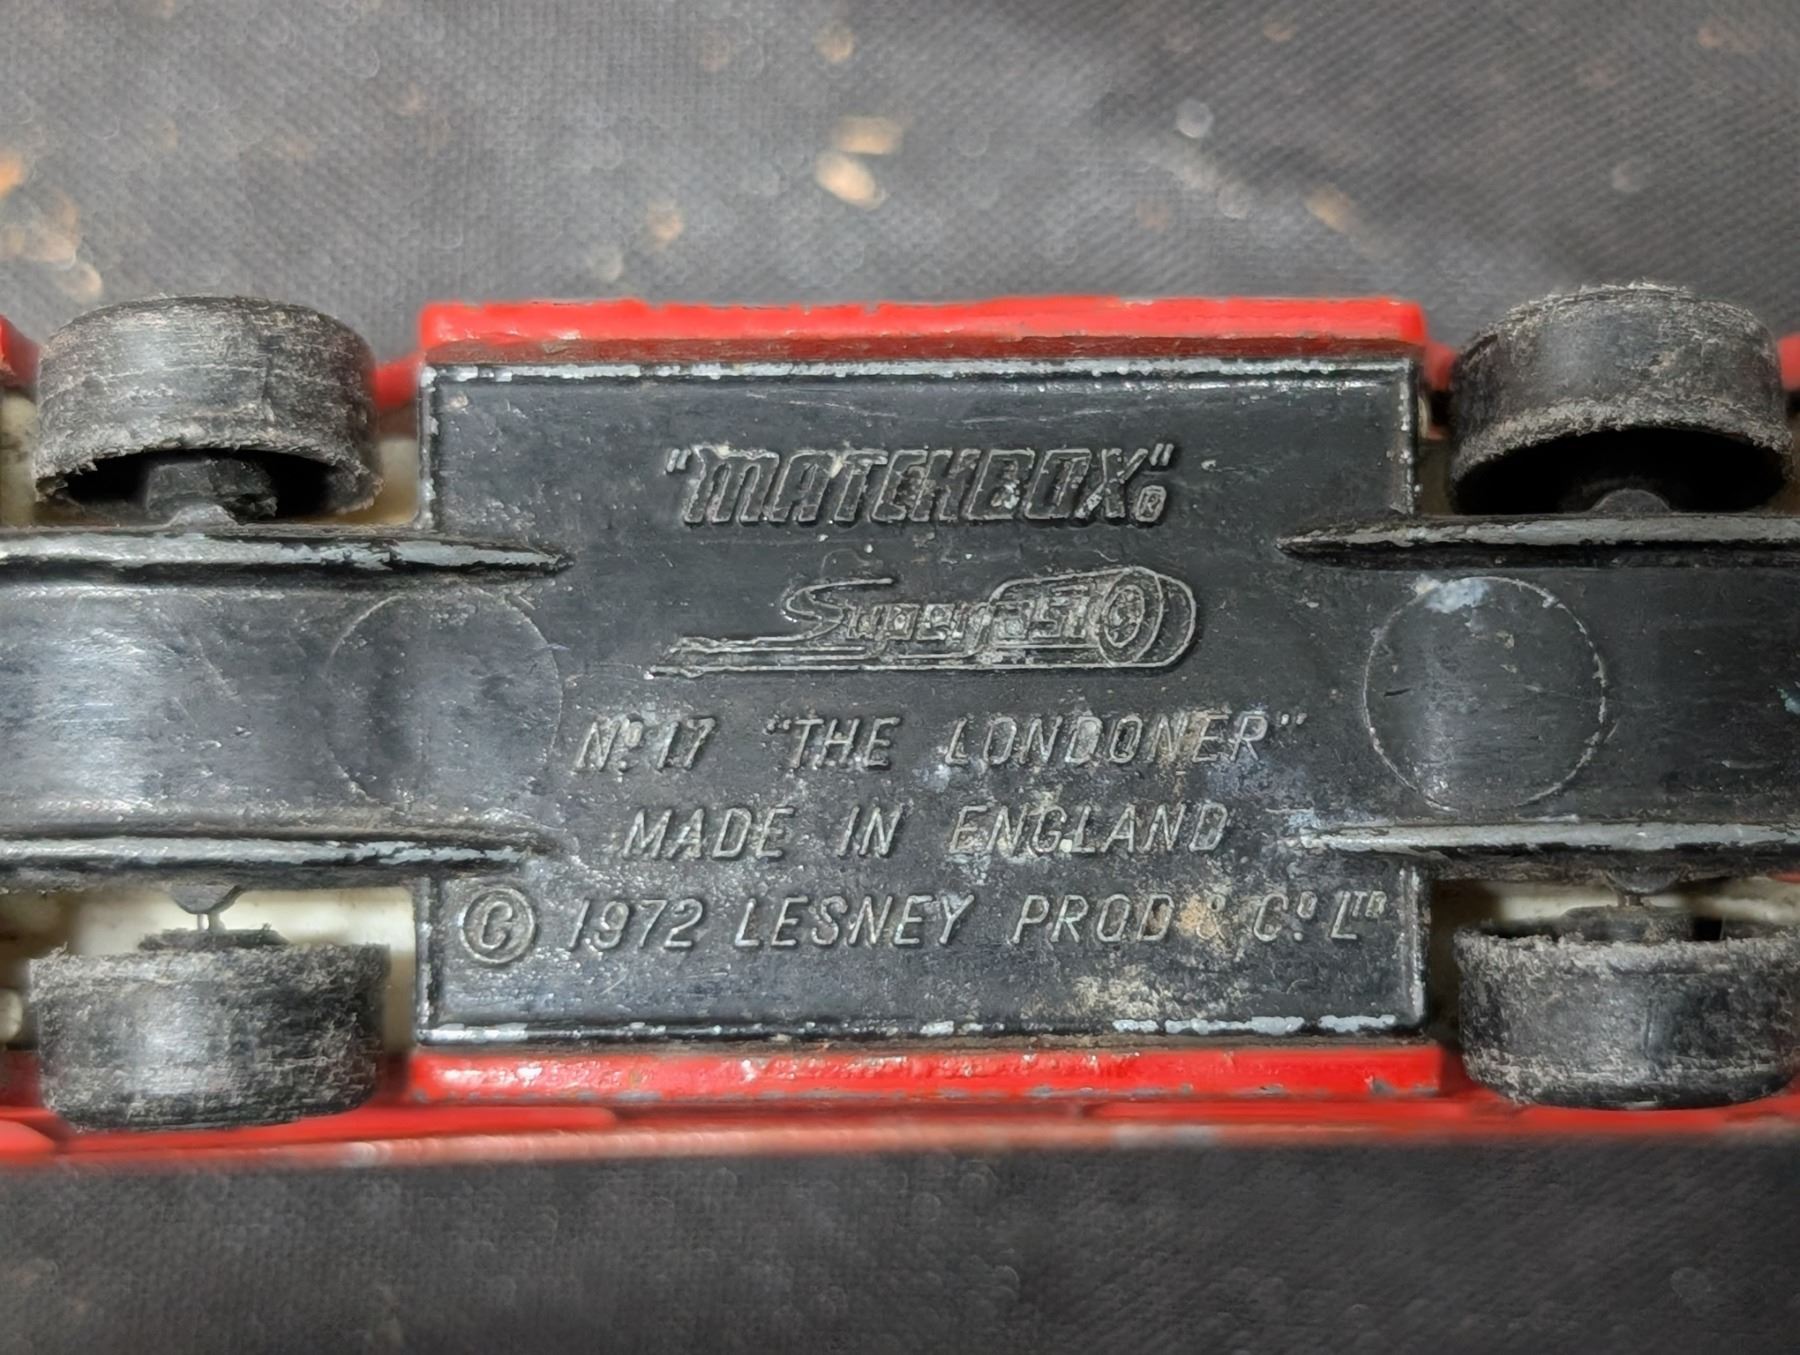 "MATCHBOX"®
Superfast
Nº 17 "THE LONDONER"
MADE IN ENGLAND
© 1972 LESNEY PROD & Cº LTD